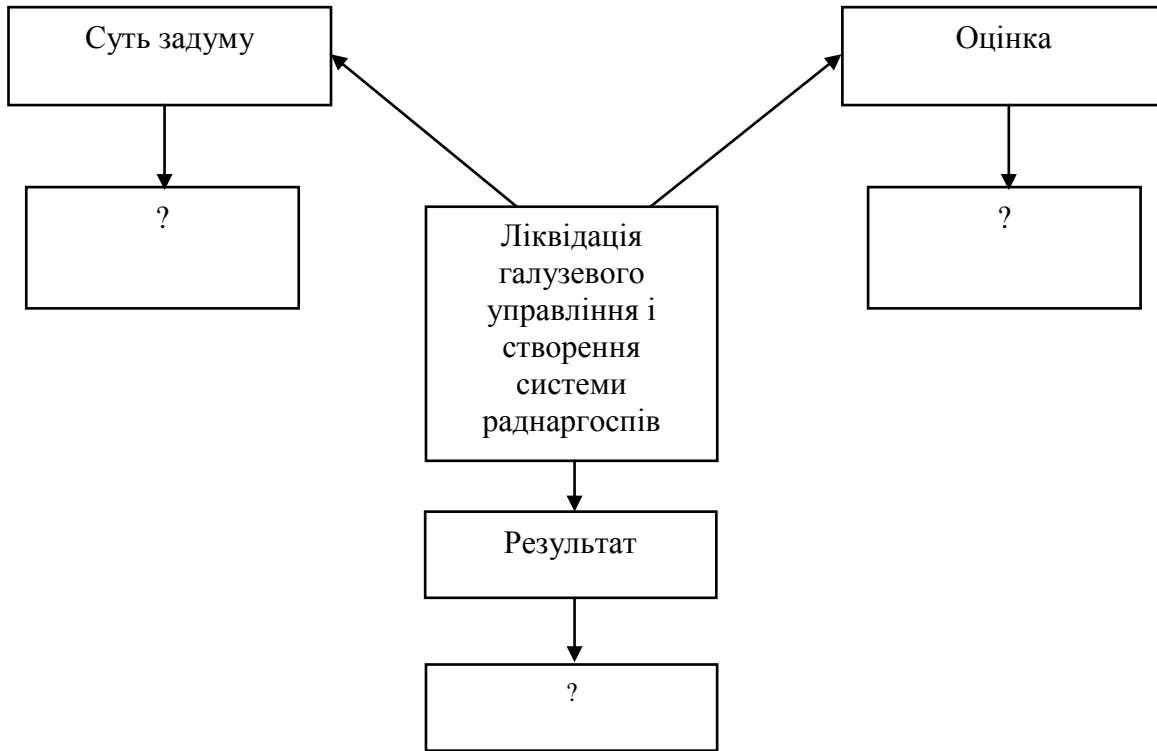 Суть задуму
Оцінка
?
?
Ліквідація
галузевого
управління і
створення
системи
раднаргоспів
Результат
?